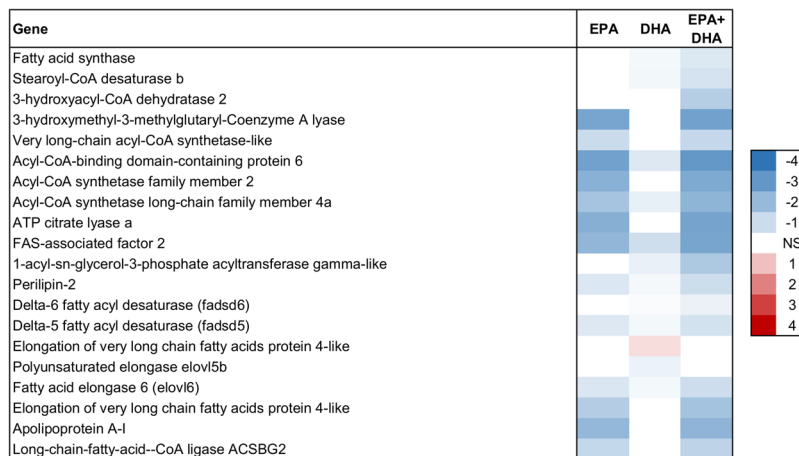 Gene EPA DHA EPA+
DHA
Fatty acid synthase
Stearoyl-CoA desaturase b
3-hydroxyacyl-CoA dehydratase 2
3-hydroxymethyl-3-methylglutaryl-Coenzyme A lyase
Very long-chain acyl-CoA synthetase-like
Acyl-CoA-binding domain-containing protein 6
Acyl-CoA synthetase family member 2
Acyl-CoA synthetase long-chain family member 4a
ATP citrate lyase a
FAS-associated factor 2
1-acyl-sn-glycerol-3-phosphate acyltransferase gamma-like
Perilipin-2
Delta-6 fatty acyl desaturase (fadsd6)
Delta-5 fatty acyl desaturase (fadsd5)
Elongation of very long chain fatty acids protein 4-like
Polyunsaturated elongase elovl5b
Fatty acid elongase 6 (elovl6)
Elongation of very long chain fatty acids protein 4-like
Apolipoprotein A-I
Long-chain-fatty-acid--CoA ligase ACSBG2
-4
-3
-2
-1
NS
1
2
3
4